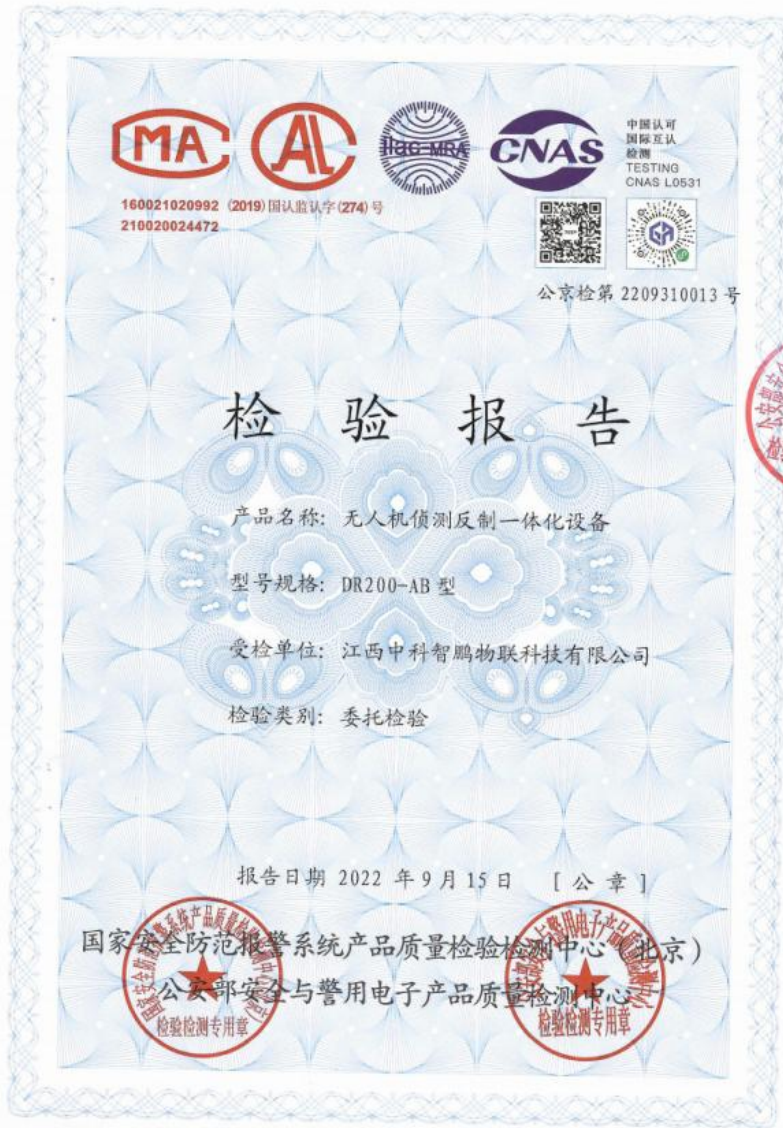 MA
AL
ilac-MRA
CNAS
中国认可
国际互认
检测
TESTING
CNAS L0531
160021020992 (2019)国认监认字(274)号
210020024472
公京检第 2209310013 号
检 验 报 告
产品名称: 无人机侦测反制一体化设备
型号规格: DR200-AB 型
受检单位: 江西中科智鹏物联科技有限公司
检验类别: 委托检验
报告日期 2022 年 9 月 15 日 [ 公 章 ]
国家安全防范报警系统产品质量检验检测中心 (北京)
公安部安全与警用电子产品质量检测中心
检验检测专用章
检验检测专用章